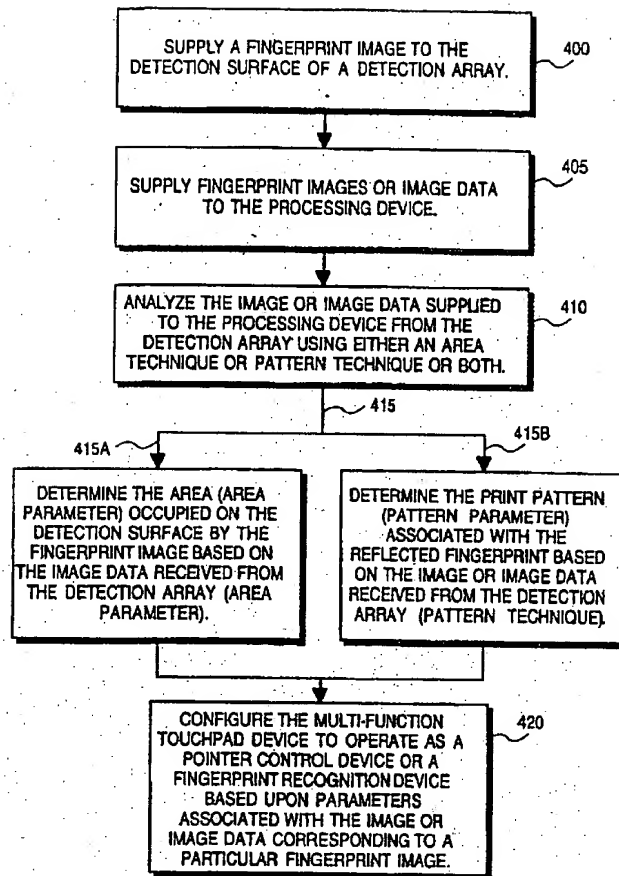 SUPPLY A FINGERPRINT IMAGE TO THE
DETECTION SURFACE OF A DETECTION ARRAY.
400
SUPPLY FINGERPRINT IMAGES OR IMAGE DATA
TO THE PROCESSING DEVICE.
405
ANALYZE THE IMAGE OR IMAGE DATA SUPPLIED
TO THE PROCESSING DEVICE FROM THE
DETECTION ARRAY USING EITHER AN AREA
TECHNIQUE OR PATTERN TECHNIQUE OR BOTH.
410
415
415A
415B
DETERMINE THE AREA (AREA
PARAMETER) OCCUPIED ON THE
DETECTION SURFACE BY THE
FINGERPRINT IMAGE BASED ON
THE IMAGE DATA RECEIVED FROM
THE DETECTION ARRAY (AREA
PARAMETER).
DETERMINE THE PRINT PATTERN
(PATTERN PARAMETER)
ASSOCIATED WITH THE
REFLECTED FINGERPRINT BASED
ON THE IMAGE OR IMAGE DATA
RECEIVED FROM THE DETECTION
ARRAY (PATTERN TECHNIQUE).
CONFIGURE THE MULTI-FUNCTION
TOUCHPAD DEVICE TO OPERATE AS A
POINTER CONTROL DEVICE OR A
FINGERPRINT RECOGNITION DEVICE
BASED UPON PARAMETERS
ASSOCIATED WITH THE IMAGE OR
IMAGE DATA CORRESPONDING TO A
PARTICULAR FINGERPRINT IMAGE.
420